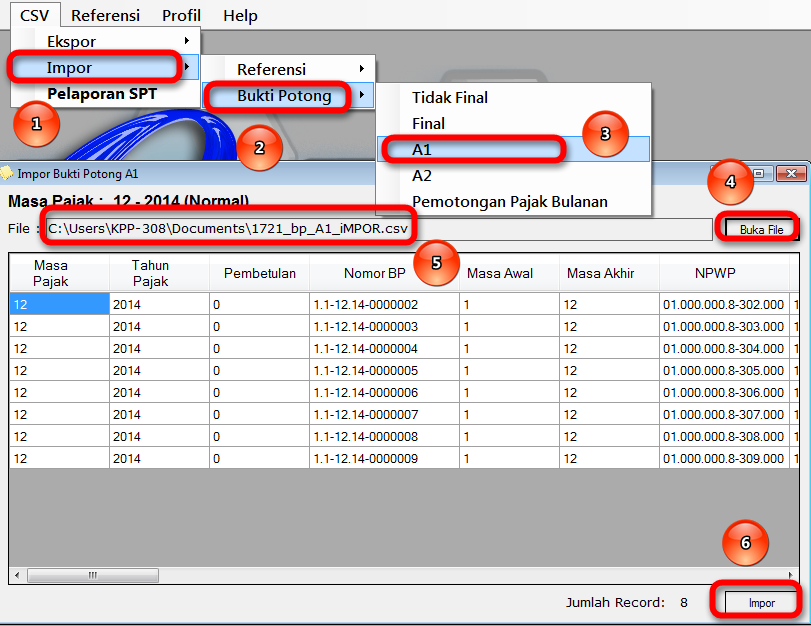 CSV Referensi Profil Help
Ekspor
Impor
Pelaporan SPT
Referensi
Bukti Potong
Tidak Final
Final
A1
A2
Pemotongan Pajak Bulanan
1
2
3
4
Impor Bukti Potong A1
Masa Pajak : 12 - 2014 (Normal)
File : C:\Users\KPP-308\Documents\1721_bp_A1_iMPOR.csv Buka File
5
Masa Pajak Tahun Pajak Pembetulan Nomor BP Masa Awal Masa Akhir NPWP
12 2014 0 1.1-12.14-0000002 1 12 01.000.000.8-302.000 1
12 2014 0 1.1-12.14-0000003 1 12 01.000.000.8-303.000 1
12 2014 0 1.1-12.14-0000004 1 12 01.000.000.8-304.000 1
12 2014 0 1.1-12.14-0000005 1 12 01.000.000.8-305.000 1
12 2014 0 1.1-12.14-0000006 1 12 01.000.000.8-306.000 1
12 2014 0 1.1-12.14-0000007 1 12 01.000.000.8-307.000 1
12 2014 0 1.1-12.14-0000008 1 12 01.000.000.8-308.000 1
12 2014 0 1.1-12.14-0000009 1 12 01.000.000.8-309.000 1
6
Jumlah Record: 8 Impor